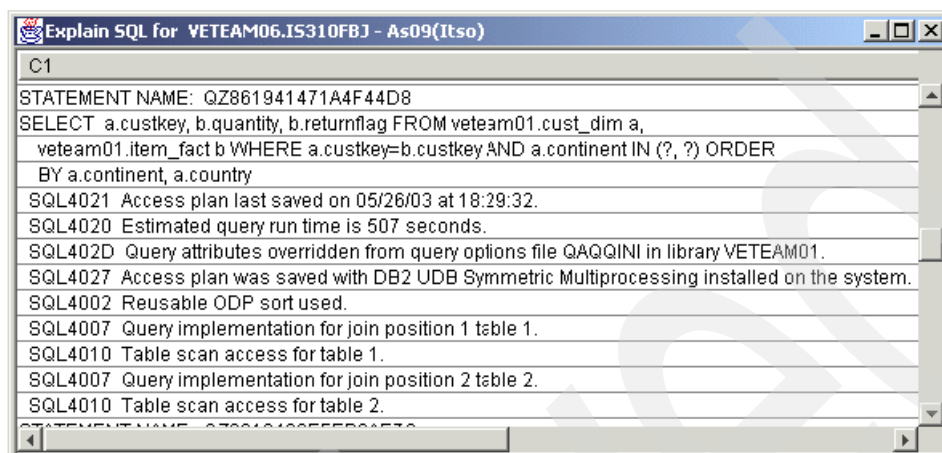 Explain SQL for VETEAM06.IS310FBJ - As09(Itso)
C1
STATEMENT NAME: QZ861941471A4F44D8
SELECT a.custkey, b.quantity, b.returnflag FROM veteam01.cust_dim a,
veteam01.item_fact b WHERE a.custkey=b.custkey AND a.continent IN (?, ?) ORDER
BY a.continent, a.country
SQL4021 Access plan last saved on 05/26/03 at 18:29:32.
SQL4020 Estimated query run time is 507 seconds.
SQL402D Query attributes overridden from query options file QAQQINI in library VETEAM01.
SQL4027 Access plan was saved with DB2 UDB Symmetric Multiprocessing installed on the system.
SQL4002 Reusable ODP sort used.
SQL4007 Query implementation for join position 1 table 1.
SQL4010 Table scan access for table 1.
SQL4007 Query implementation for join position 2 table 2.
SQL4010 Table scan access for table 2.
STATEMENT NAME: